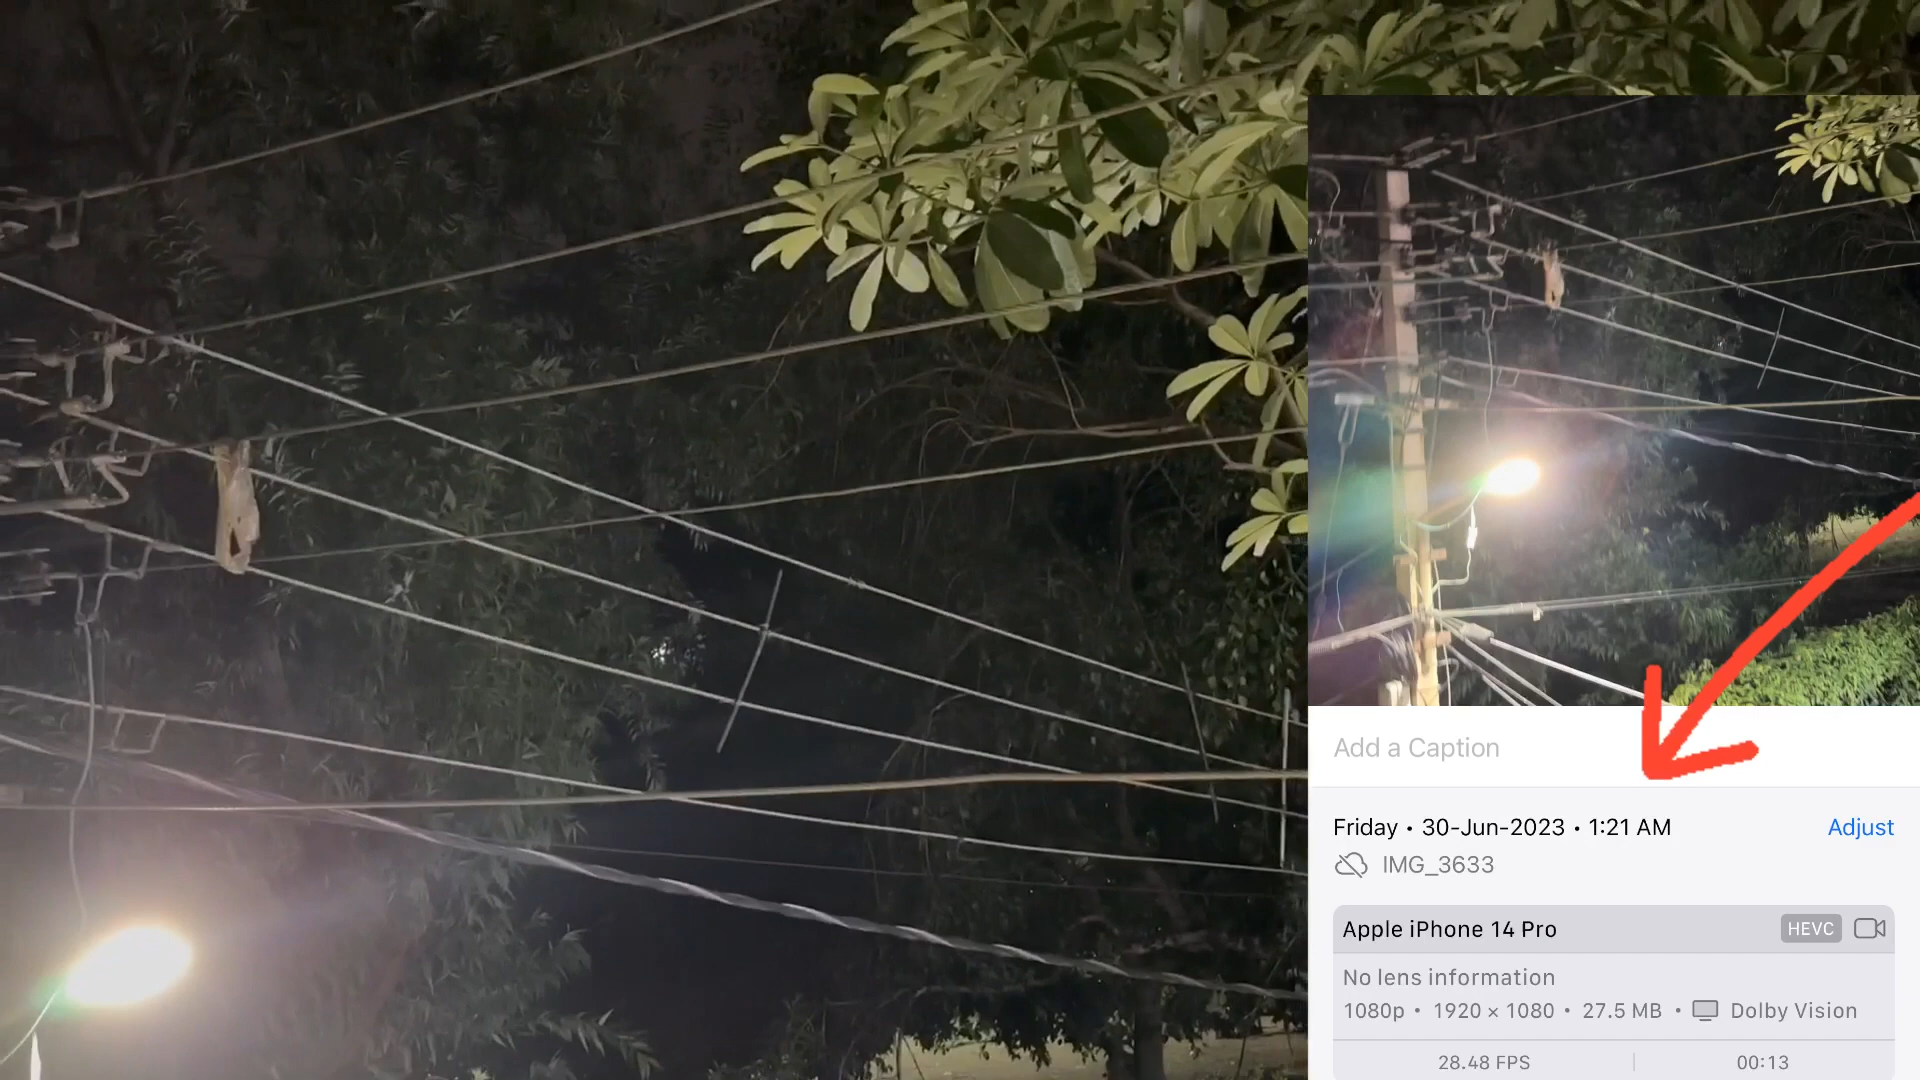 Add a Caption
Friday • 30-Jun-2023 • 1:21 AM
Adjust
IMG_3633
Apple iPhone 14 Pro
HEVC
No lens information
1080p • 1920 × 1080 • 27.5 MB • Dolby Vision
28.48 FPS
00:13